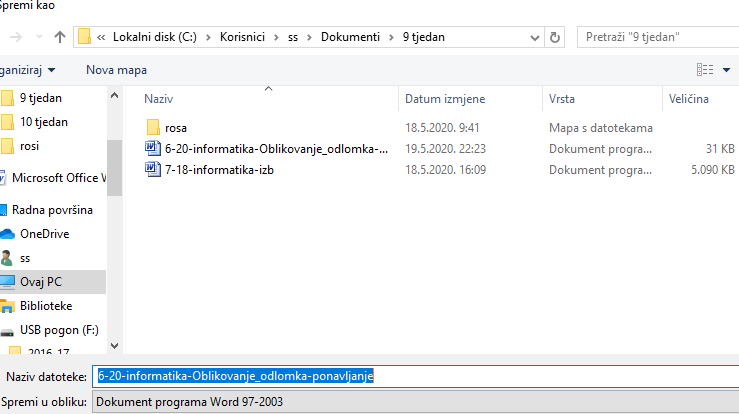 Spremi kao
« Lokalni disk (C:) › Korisnici › ss › Dokumenti › 9 tjedan
Pretraži "9 tjedan"
ganiziraj Nova mapa
Naziv Datum izmjene Vrsta Veličina
9 tjedan
10 tjedan
rosi
Microsoft Office W
Radna površina
OneDrive
ss
Ovaj PC
Biblioteke
USB pogon (F:)
2016-17
rosa 18.5.2020. 9:41 Mapa s datotekama
6-20-informatika-Oblikovanje_odlomka-... 19.5.2020. 22:23 Dokument progra... 31 KB
7-18-informatika-izb 18.5.2020. 16:09 Dokument progra... 5.090 KB
Naziv datoteke: 6-20-informatika-Oblikovanje_odlomka-ponavljanje
Spremi u obliku: Dokument programa Word 97-2003